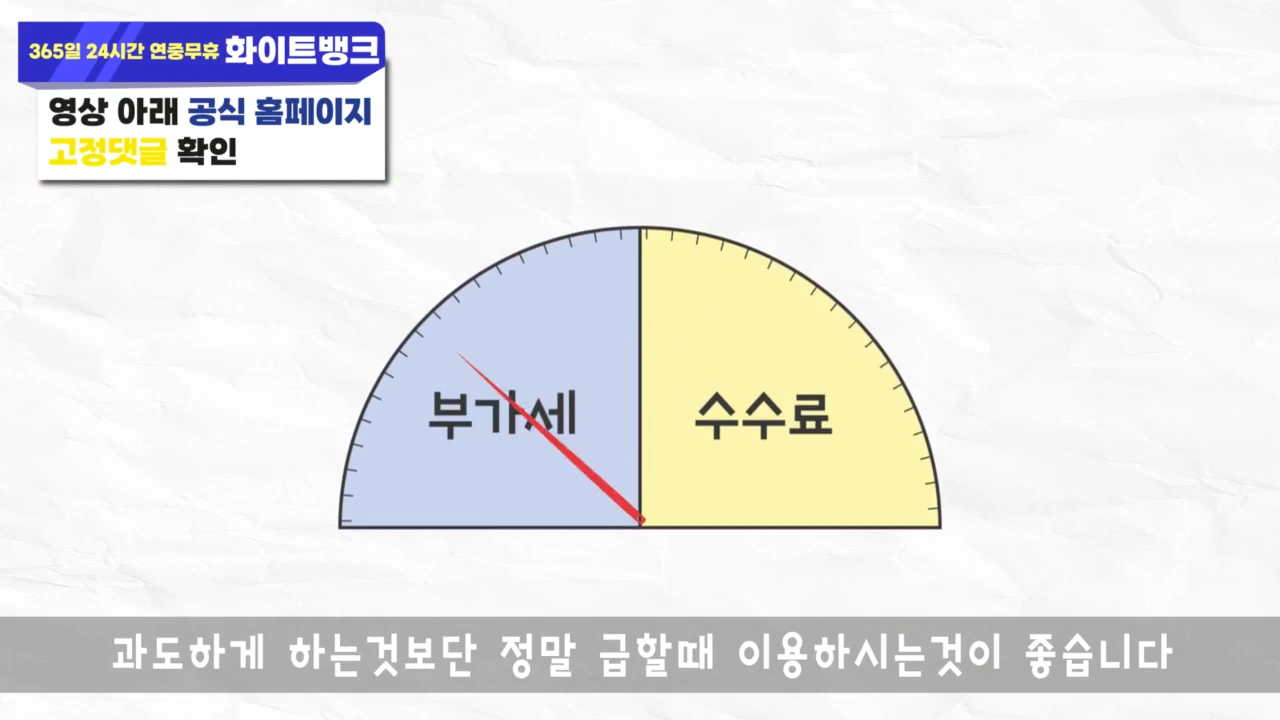 365일 24시간 연중무휴 화이트뱅크
영상 아래 공식 홈페이지
고정댓글 확인
부가세
수수료
과도하게 하는것보단 정말 급할때 이용하시는것이 좋습니다